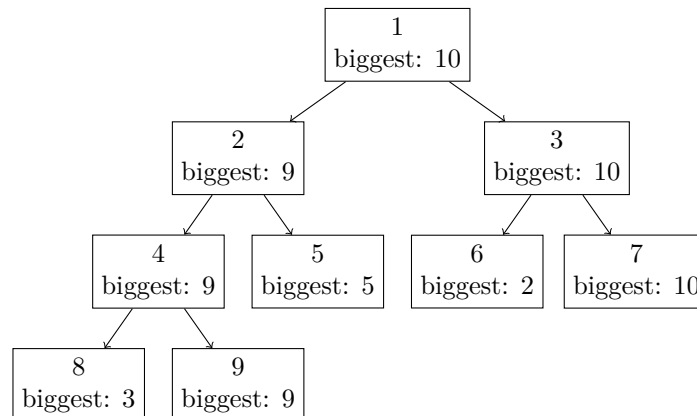 1
biggest: 10
2
biggest: 9
3
biggest: 10
4
biggest: 9
5
biggest: 5
6
biggest: 2
7
biggest: 10
8
biggest: 3
9
biggest: 9